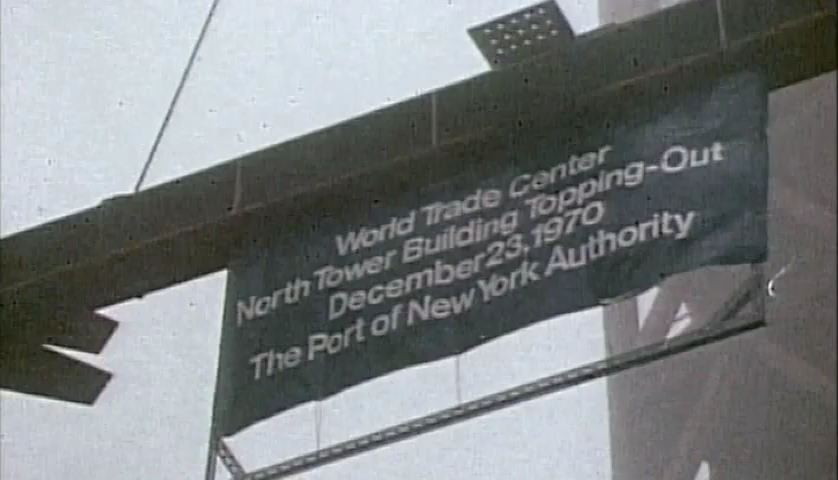 World Trade Center
North Tower Building Topping-Out
December 23, 1970
The Port of New York Authority